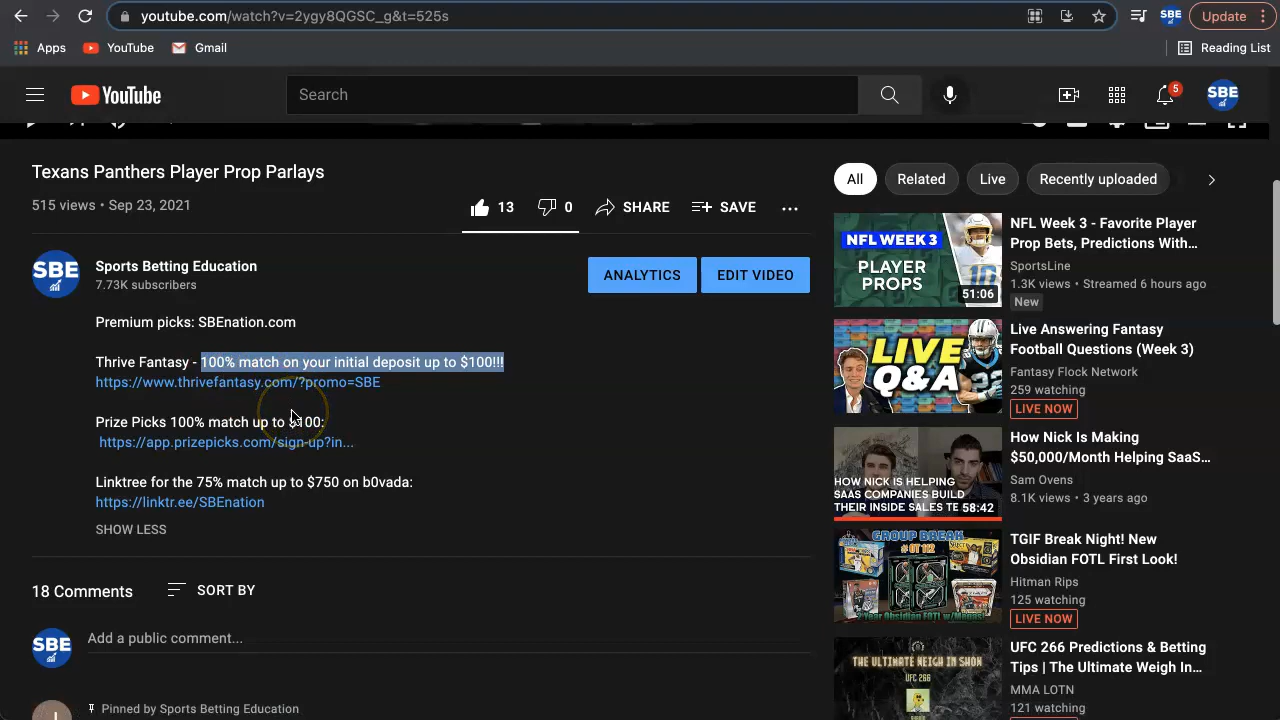 youtube.com/watch?v=2ygy8QGSC_g&t=525s
SBE
Update
Apps
YouTube
Gmail
Reading List
YouTube
Search
5
SBE
Texans Panthers Player Prop Parlays
515 views • Sep 23, 2021
13
0
SHARE
SAVE
SBE
Sports Betting Education
7.73K subscribers
ANALYTICS
EDIT VIDEO
Premium picks: SBEnation.com
Thrive Fantasy - 100% match on your initial deposit up to $100!!!
https://www.thrivefantasy.com/?promo=SBE
Prize Picks 100% match up to $100:
https://app.prizepicks.com/sign-up?in...
Linktree for the 75% match up to $750 on b0vada:
https://linktr.ee/SBEnation
SHOW LESS
18 Comments
SORT BY
SBE
Add a public comment...
Pinned by Sports Betting Education
All
Related
Live
Recently uploaded
NFL WEEK 3
PLAYER
PROPS
51:06
NFL Week 3 - Favorite Player
Prop Bets, Predictions With...
SportsLine
1.3K views • Streamed 6 hours ago
New
LIVE
Q&A
Live Answering Fantasy
Football Questions (Week 3)
Fantasy Flock Network
259 watching
LIVE NOW
HOW NICK IS HELPING
SAAS COMPANIES BUILD
THEIR INSIDE SALES TE
58:42
How Nick Is Making
$50,000/Month Helping SaaS...
Sam Ovens
8.1K views • 3 years ago
GROUP BREAK
TGIF Break Night! New
Obsidian FOTL First Look!
Hitman Rips
125 watching
LIVE NOW
THE ULTIMATE WEIGH IN SHOW
UFC 266
UFC 266 Predictions & Betting
Tips | The Ultimate Weigh In...
MMA LOTN
121 watching